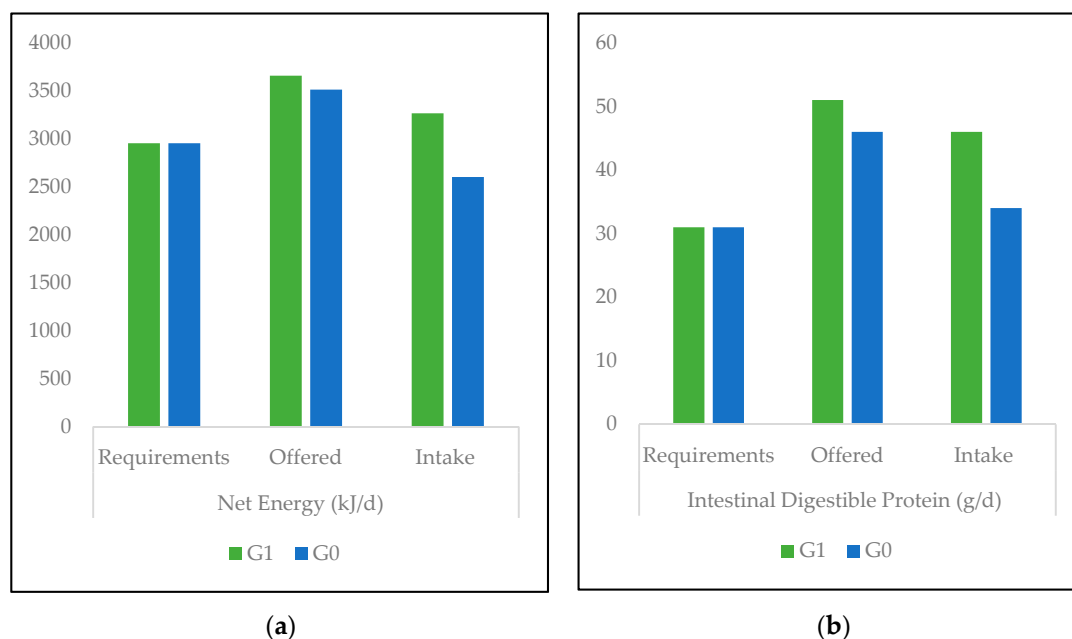 4000
3500
3000
2500
2000
1500
1000
500
0
Requirements Offered Intake
Net Energy (kJ/d)
G1 G0
(a)
60
50
40
30
20
10
0
Requirements Offered Intake
Intestinal Digestible Protein (g/d)
G1 G0
(b)